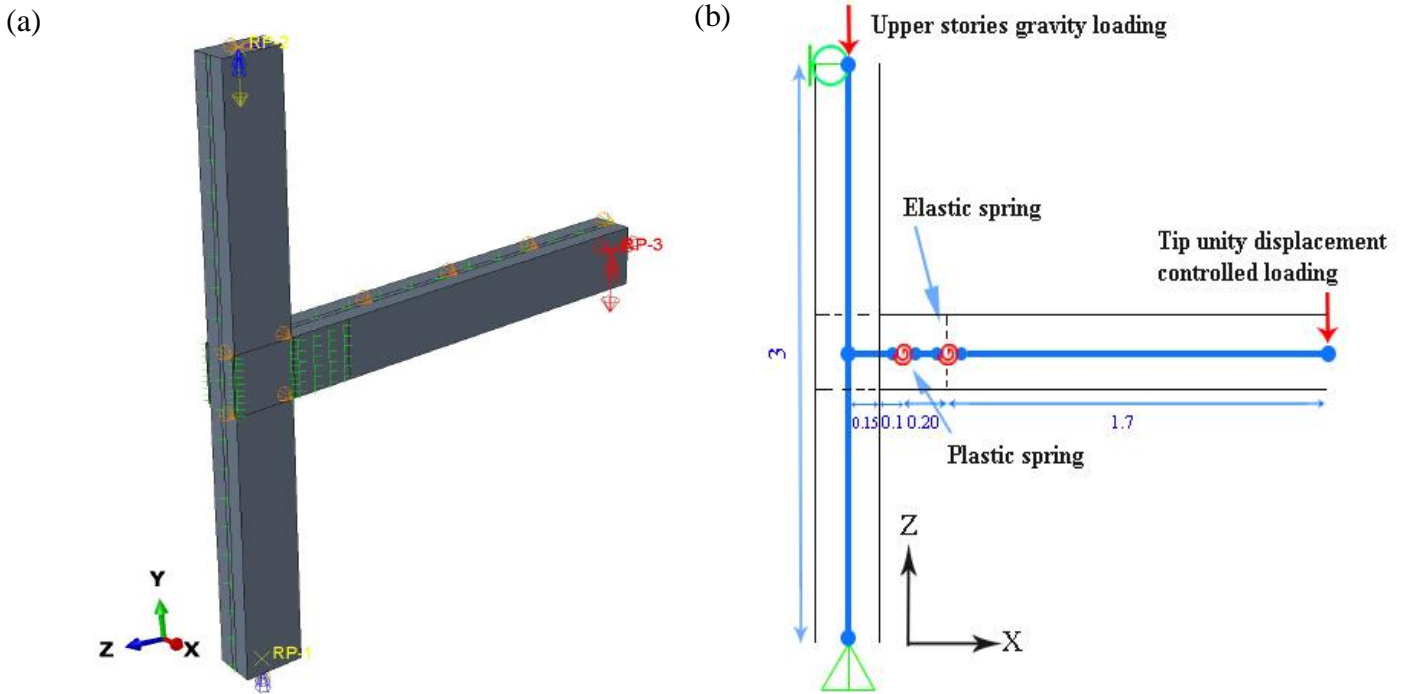 (a)
RP-2
RP-3
RP-1
Y
Z
X
(b)
Upper stories gravity loading
Elastic spring
Tip unity displacement
controlled loading
3
0.15 0.1 0.20
1.7
Plastic spring
Z
X